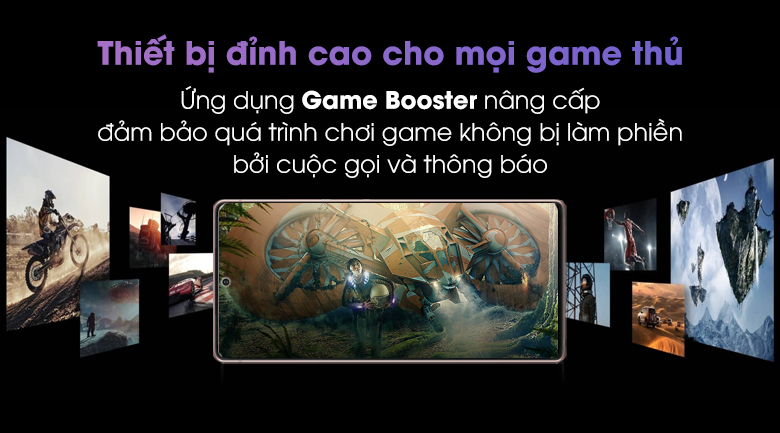 Thiết bị đỉnh cao cho mọi game thủ
Ứng dụng Game Booster nâng cấp
đảm bảo quá trình chơi game không bị làm phiền
bởi cuộc gọi và thông báo